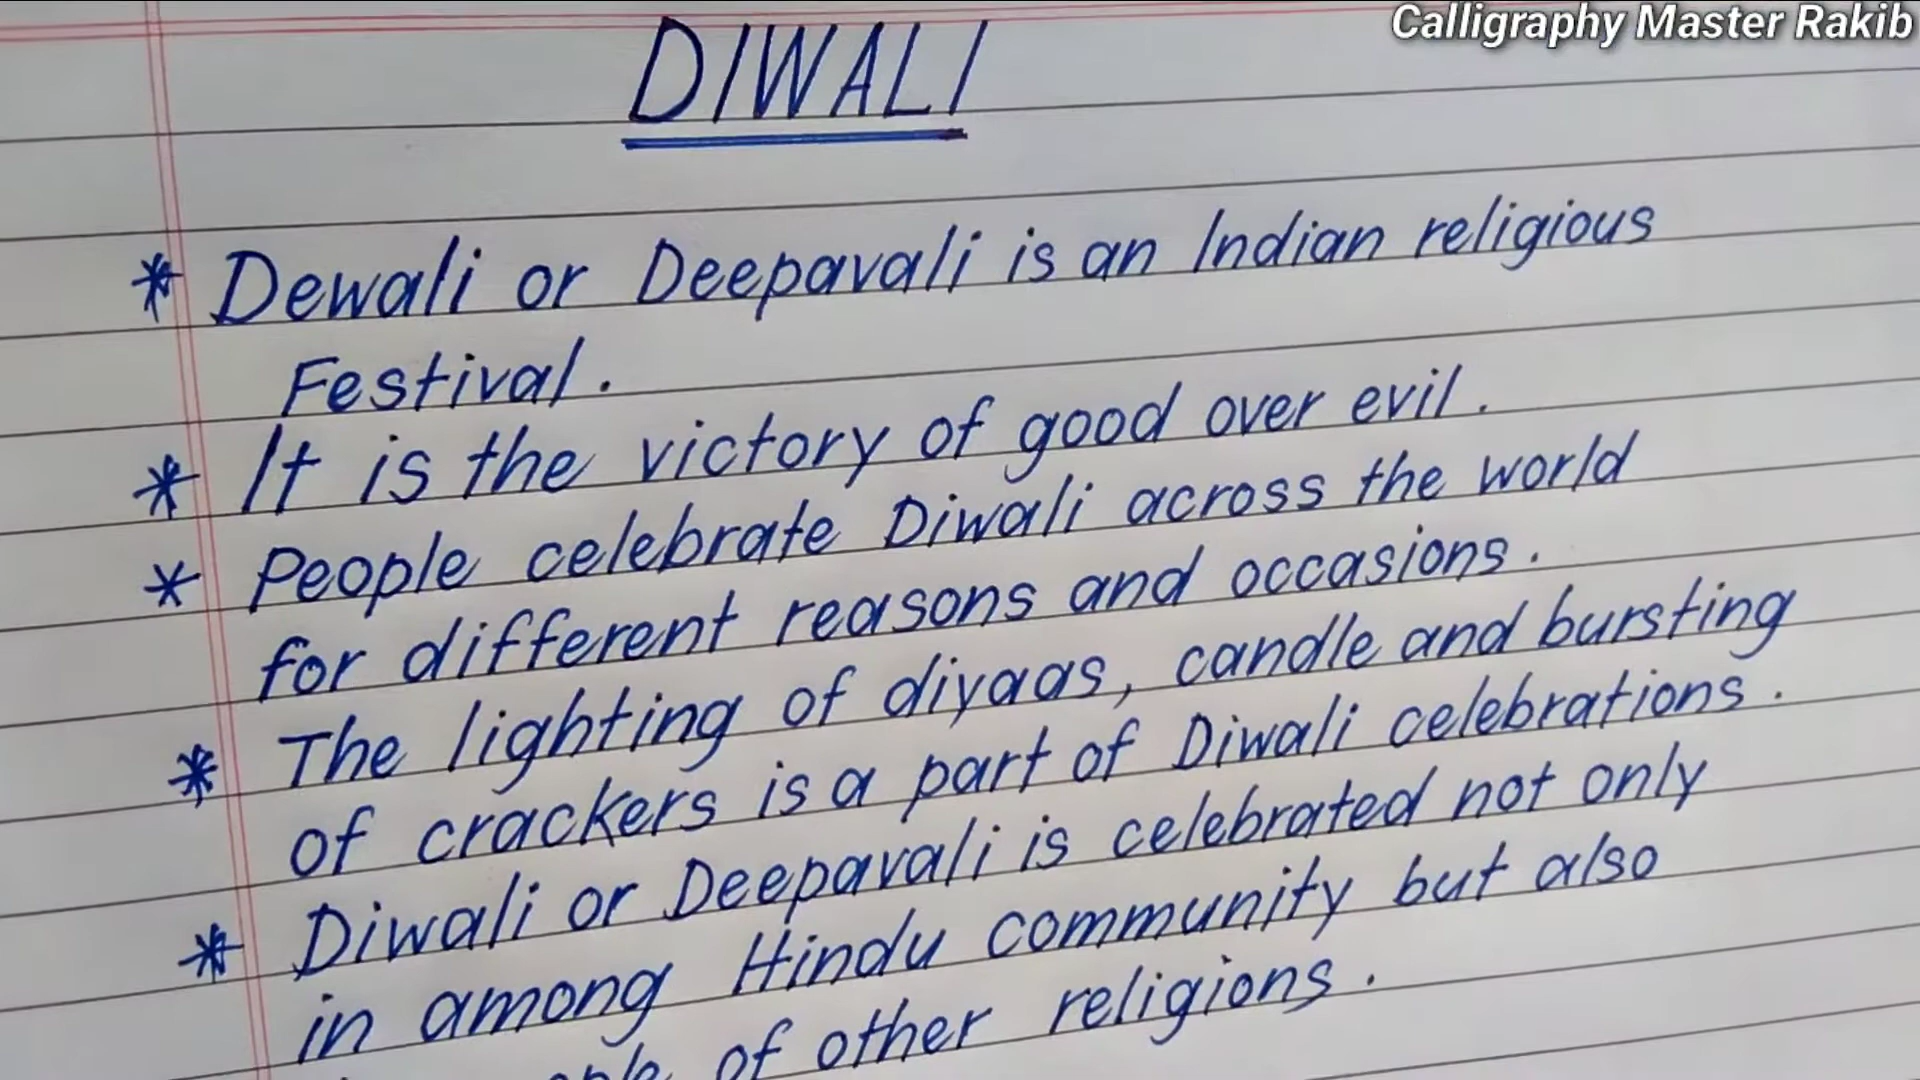 Calligraphy Master Rakib
DIWALI
* Dewali or Deepavali is an Indian religious
Festival.
* It is the victory of good over evil.
* People celebrate Diwali across the world
for different reasons and occasions.
* The lighting of diyaas, candle and bursting
of crackers is a part of Diwali celebrations.
* Diwali or Deepavali is celebrated not only
in among Hindu community but also
of other religions.